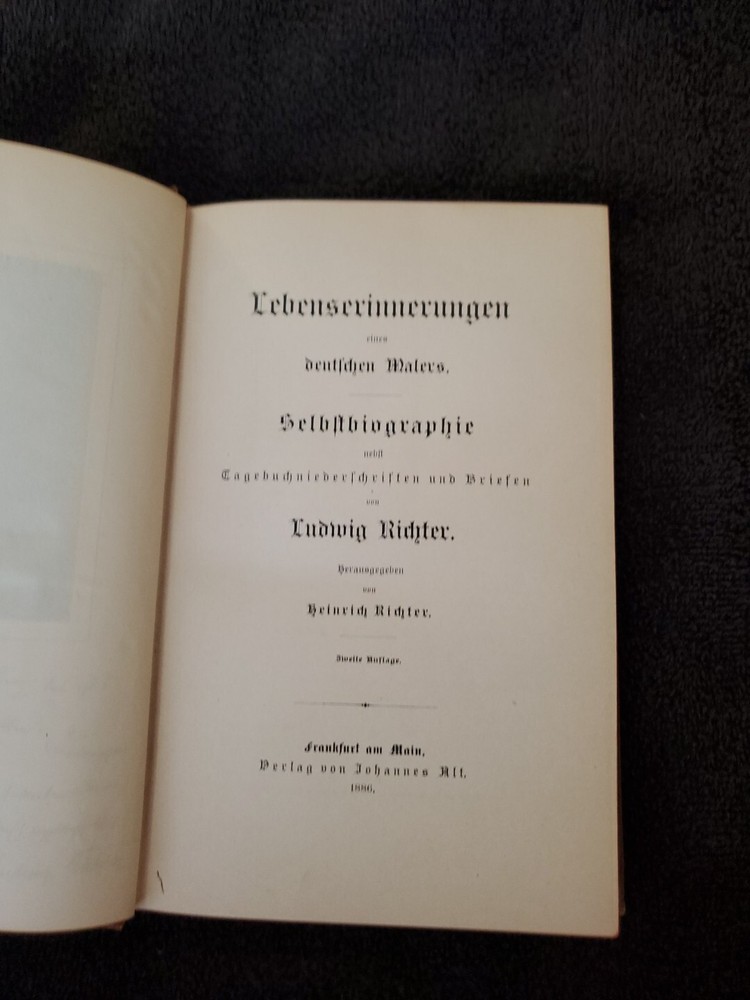 Lebenserinnerungen
eines
deutschen Malers.
Selbstbiographie
nebst
Tagebuchniederschriften und Briefen
von
Ludwig Richter.
Herausgegeben
von
Heinrich Richter.
Zweite Auflage.
Frankfurt am Main,
Verlag von Johannes Alt.
1886.